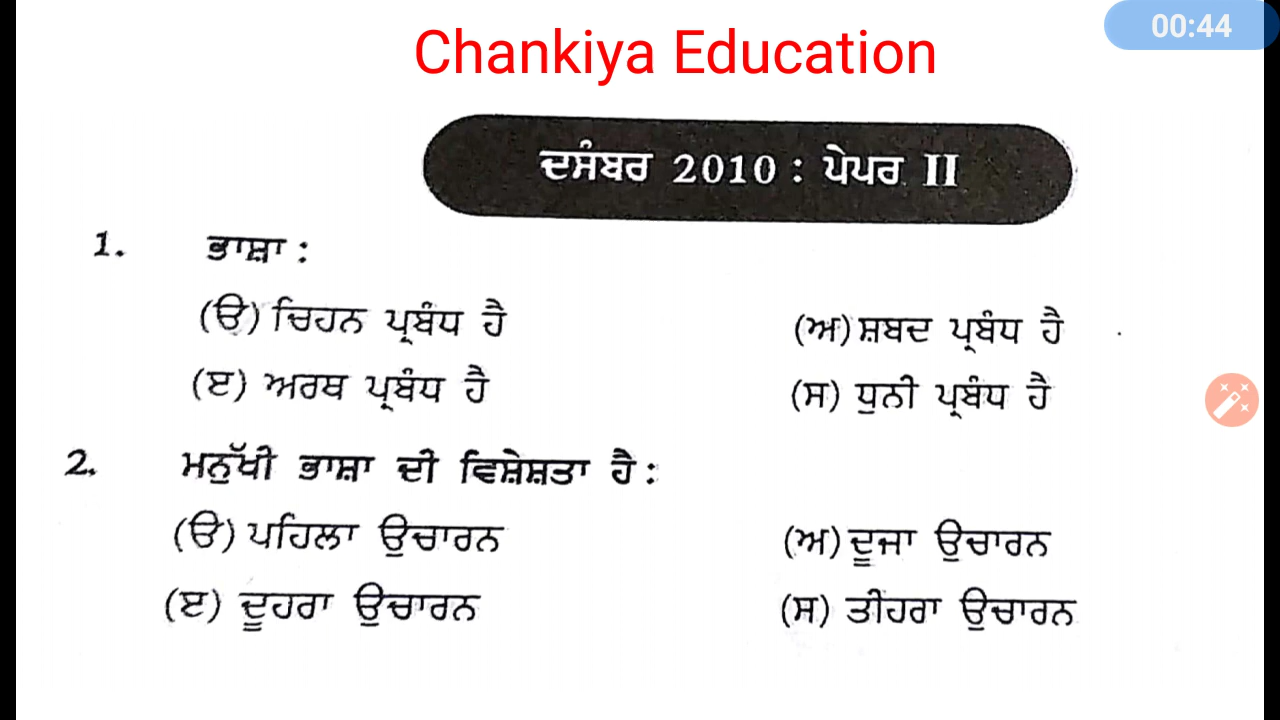 00:44
Chankiya Education
ਦਸੰਬਰ 2010 : ਪੇਪਰ II
1. ਭਾਸ਼ਾ :
(ੳ) ਚਿਹਨ ਪ੍ਰਬੰਧ ਹੈ (ਅ) ਸ਼ਬਦ ਪ੍ਰਬੰਧ ਹੈ
(ੲ) ਅਰਥ ਪ੍ਰਬੰਧ ਹੈ (ਸ) ਧੁਨੀ ਪ੍ਰਬੰਧ ਹੈ
2. ਮਨੁੱਖੀ ਭਾਸ਼ਾ ਦੀ ਵਿਸ਼ੇਸ਼ਤਾ ਹੈ :
(ੳ) ਪਹਿਲਾ ਉਚਾਰਨ (ਅ) ਦੂਜਾ ਉਚਾਰਨ
(ੲ) ਦੂਹਰਾ ਉਚਾਰਨ (ਸ) ਤੀਹਰਾ ਉਚਾਰਨ